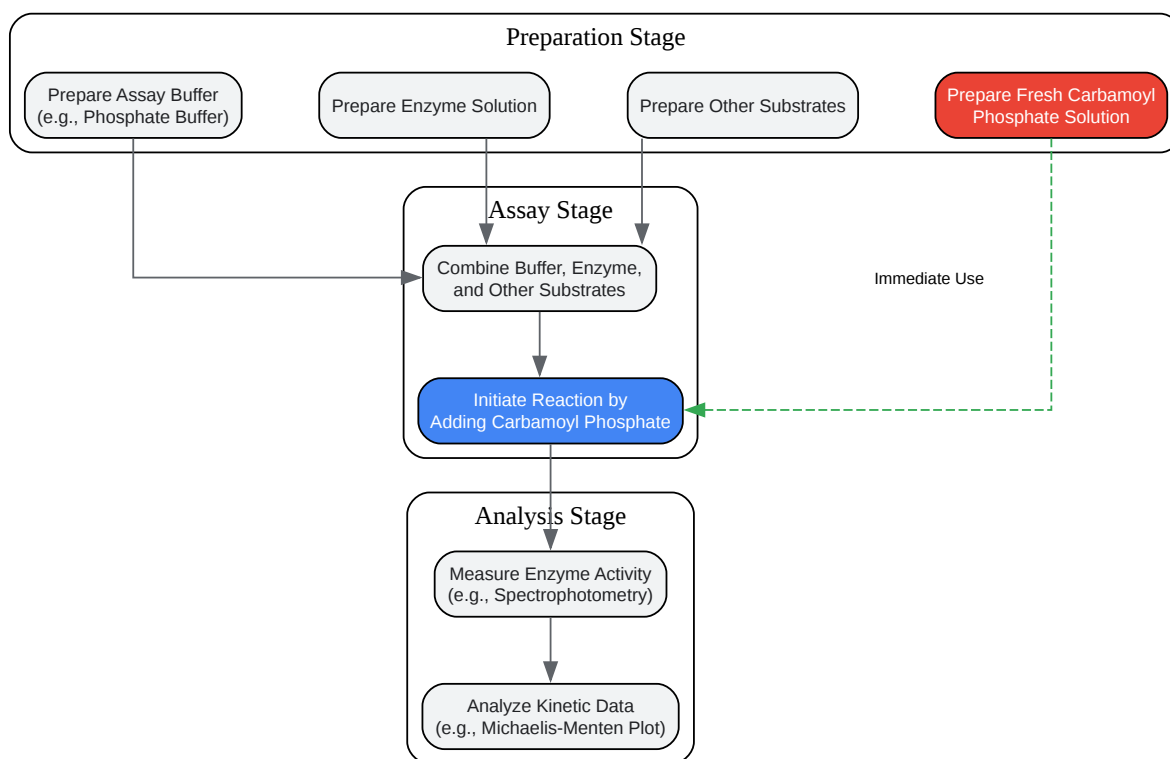 Preparation Stage
Prepare Assay Buffer
(e.g., Phosphate Buffer)
Prepare Enzyme Solution
Prepare Other Substrates
Prepare Fresh Carbamoyl
Phosphate Solution
Assay Stage
Combine Buffer, Enzyme,
and Other Substrates
Immediate Use
Initiate Reaction by
Adding Carbamoyl Phosphate
Analysis Stage
Measure Enzyme Activity
(e.g., Spectrophotometry)
Analyze Kinetic Data
(e.g., Michaelis-Menten Plot)